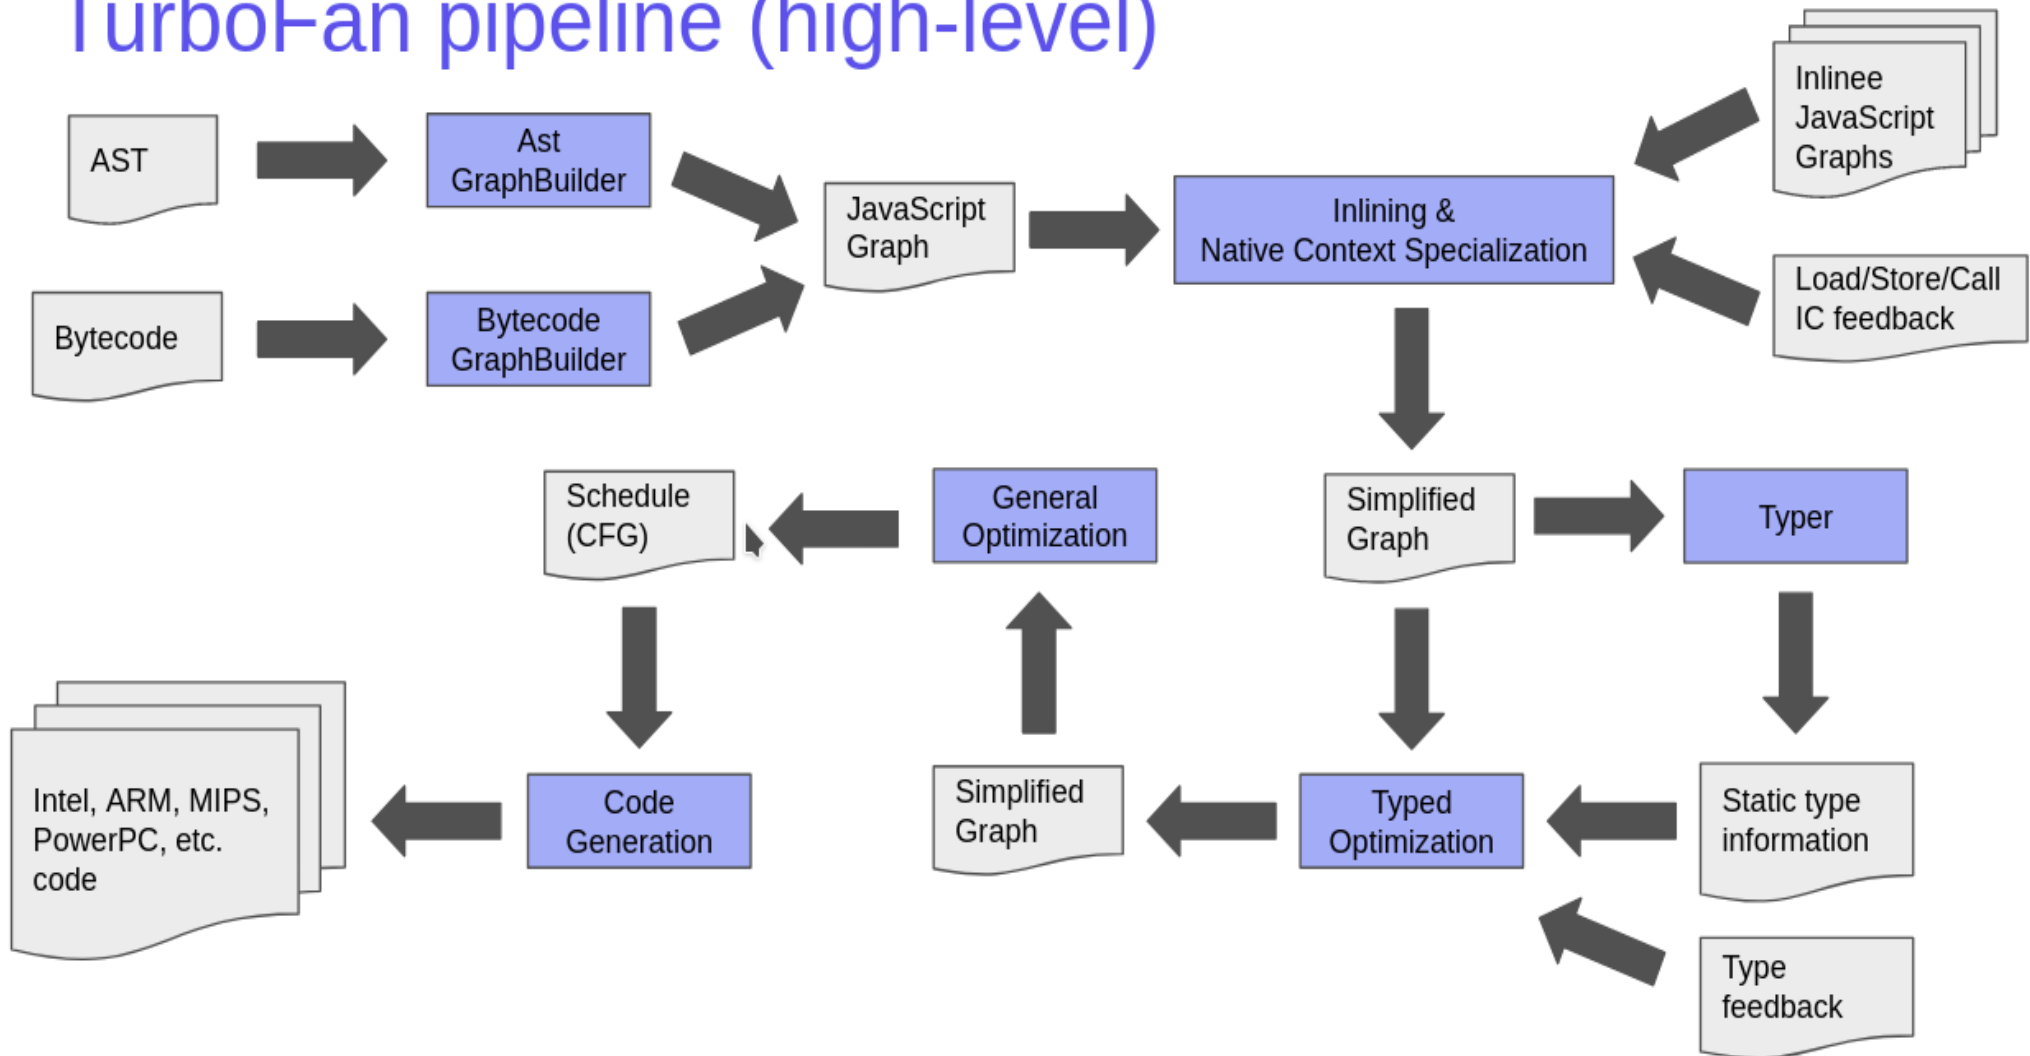 TurboFan pipeline (high-level)
AST
Ast
GraphBuilder
Bytecode
Bytecode
GraphBuilder
JavaScript
Graph
Inlining &
Native Context Specialization
Inlinee
JavaScript
Graphs
Load/Store/Call
IC feedback
Schedule
(CFG)
General
Optimization
Simplified
Graph
Typer
Intel, ARM, MIPS,
PowerPC, etc.
code
Code
Generation
Simplified
Graph
Typed
Optimization
Static type
information
Type
feedback